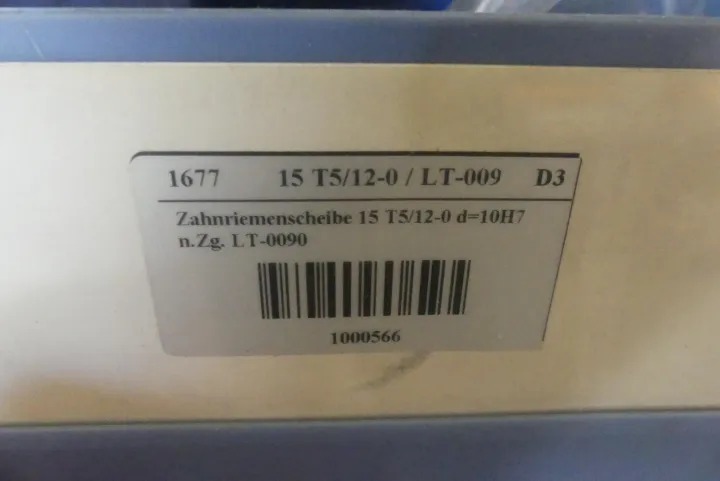 1677 15 T5/12-0 / LT-009 D3
Zahnriemenscheibe 15 T5/12-0 d=10H7
n.Zg. LT-0090
1000566